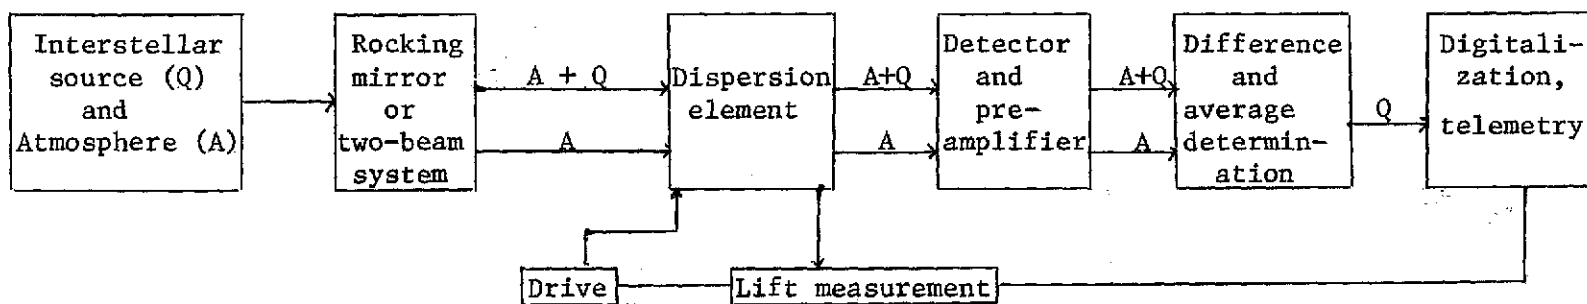 Interstellar
source (Q)
and
Atmosphere (A)
Rocking
mirror
or
two-beam
system
A + Q
A
Dispersion
element
A+Q
A
Detector
and
pre-
amplifier
A+Q
A
Difference
and
average
determin-
ation
Q
Digitali-
zation,
telemetry
Drive
Lift measurement